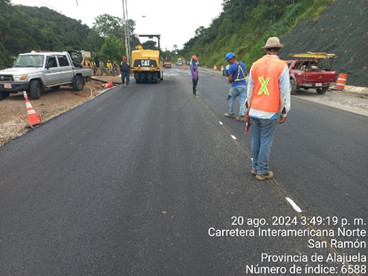 20 ago. 2024 3:49:19 p. m.
Carretera Interamericana Norte
San Ramón
Provincia de Alajuela
Número de índice: 6588